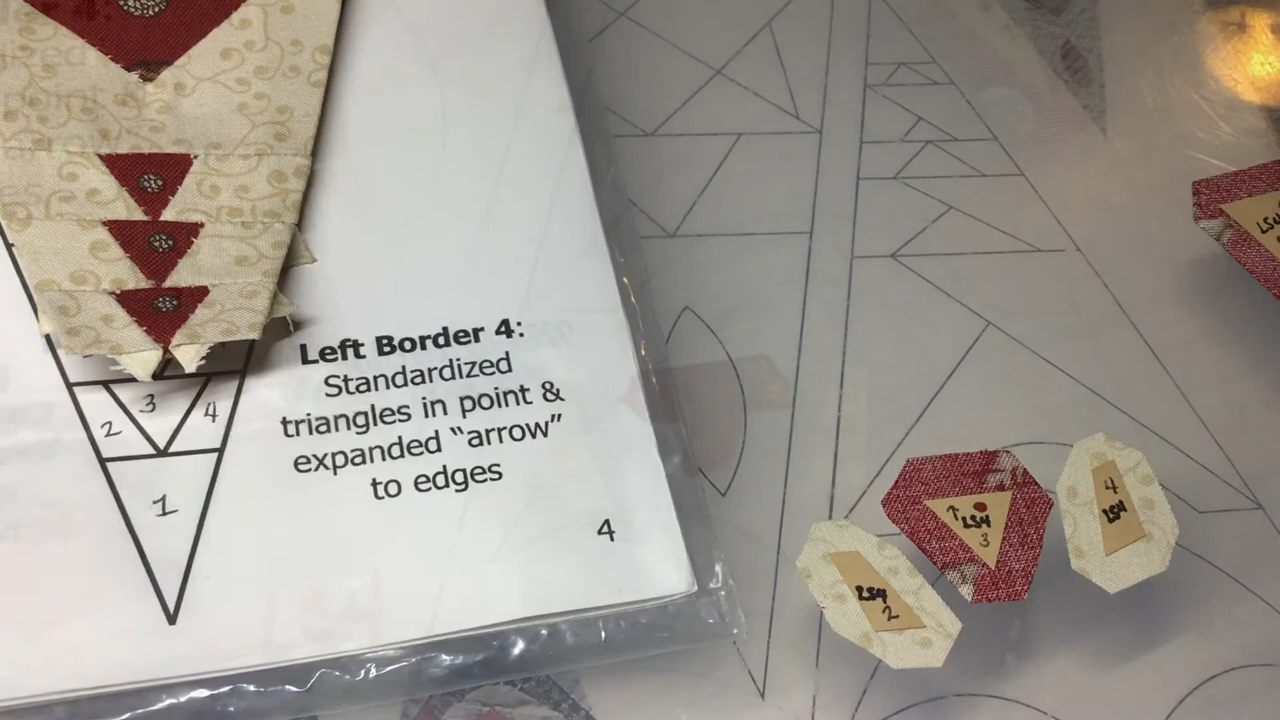 Left Border 4:
Standardized
triangles in point &
expanded “arrow”
to edges
4
2
3
4
1
LS4
2
↑ LS4
3
4
LS4
LS4